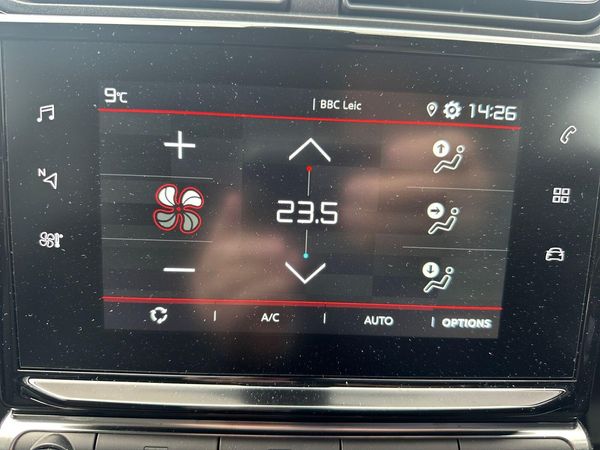 9°C
BBC Leic
14:26
N
23.5
A/C
AUTO
OPTIONS